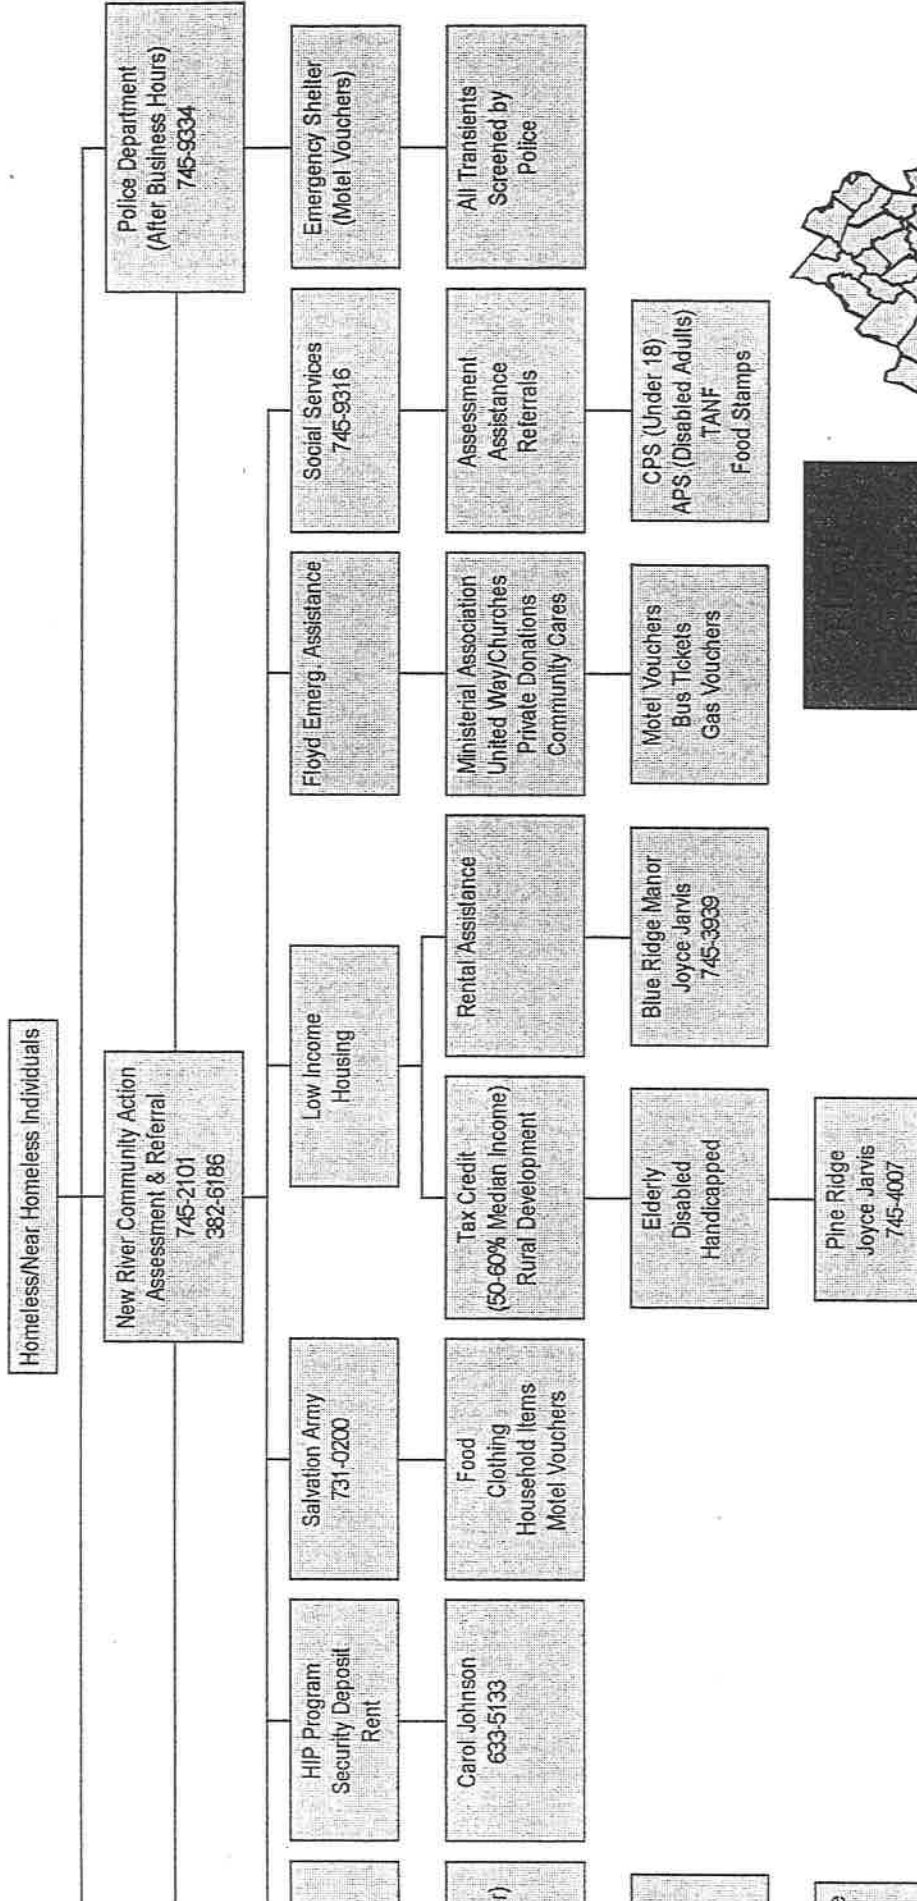 Homeless/Near Homeless Individuals
New River Community Action
Assessment & Referral
745-2101
382-6186
Police Department
(After Business Hours)
745-9334
HIP Program
Security Deposit
Rent
Salvation Army
731-0200
Low Income
Housing
Floyd Emerg. Assistance
Social Services
745-9316
Emergency Shelter
(Motel Vouchers)
r)
Carol Johnson
633-5133
Food
Clothing
Household Items
Motel Vouchers
Tax Credit
(50-60% Median Income)
Rural Development
Rental Assistance
Ministerial Association
United Way/Churches
Private Donations
Community Cares
Assessment
Assistance
Referrals
All Transients
Screened by
Police
Elderly
Disabled
Handicapped
Blue Ridge Manor
Joyce Jarvis
745-3939
Motel Vouchers
Bus Tickets
Gas Vouchers
CPS (Under 18)
APS (Disabled Adults)
TANF
Food Stamps
Pine Ridge
Joyce Jarvis
745-4007